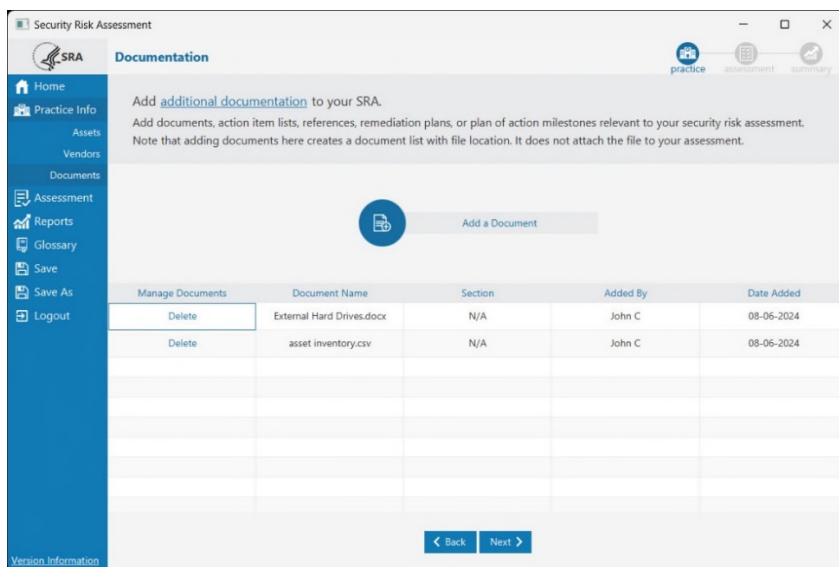 Security Risk Assessment
SRA
Documentation
practice
assessment
summary
Home
Practice Info
Assets
Vendors
Documents
Assessment
Reports
Glossary
Save
Save As
Logout
Version Information
Add additional documentation to your SRA.
Add documents, action item lists, references, remediation plans, or plan of action milestones relevant to your security risk assessment.
Note that adding documents here creates a document list with file location. It does not attach the file to your assessment.
Add a Document
Manage Documents Document Name Section Added By Date Added
Delete External Hard Drives.docx N/A John C 08-06-2024
Delete asset inventory.csv N/A John C 08-06-2024
Back Next